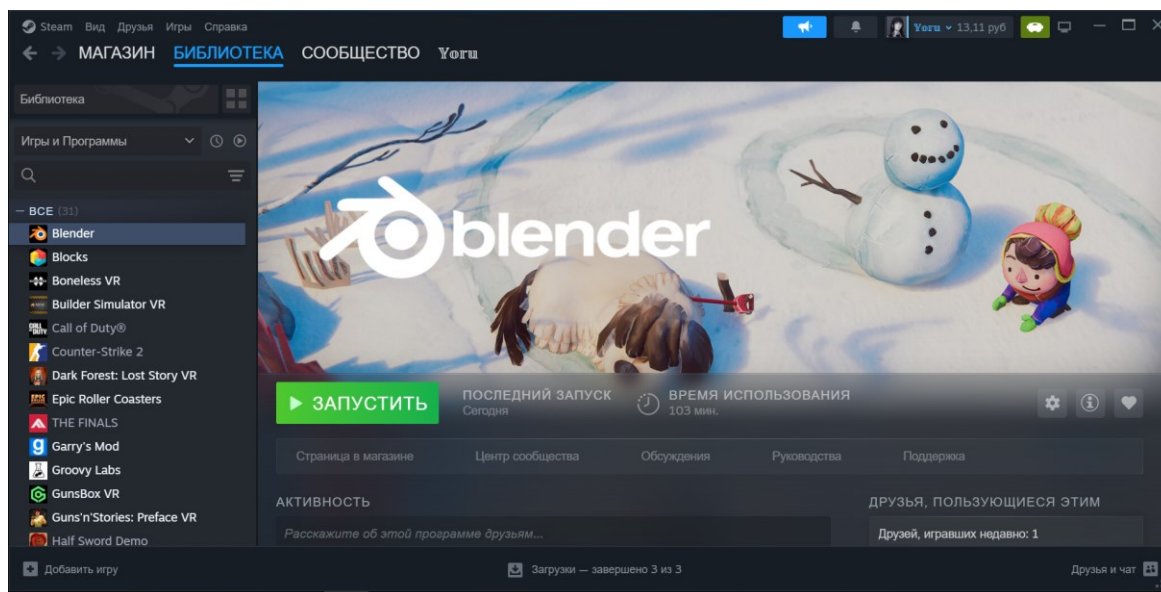 Steam Вид Друзья Игры Справка
Yoru 13,11 руб
МАГАЗИН БИБЛИОТЕКА СООБЩЕСТВО Yoru
Библиотека
Игры и Программы
— ВСЕ (31)
Blender
Blocks
Boneless VR
Builder Simulator VR
Call of Duty®
Counter-Strike 2
Dark Forest: Lost Story VR
Epic Roller Coasters
THE FINALS
Garry's Mod
Groovy Labs
GunsBox VR
Guns'n'Stories: Preface VR
Half Sword Demo
blender
ЗАПУСТИТЬ
ПОСЛЕДНИЙ ЗАПУСК
Сегодня
ВРЕМЯ ИСПОЛЬЗОВАНИЯ
103 мин.
Страница в магазине Центр сообщества Обсуждения Руководства Поддержка
АКТИВНОСТЬ
Расскажите об этой программе друзьям...
ДРУЗЬЯ, ПОЛЬЗУЮЩИЕСЯ ЭТИМ
Друзей, игравших недавно: 1
Добавить игру
Загрузки — завершено 3 из 3
Друзья и чат